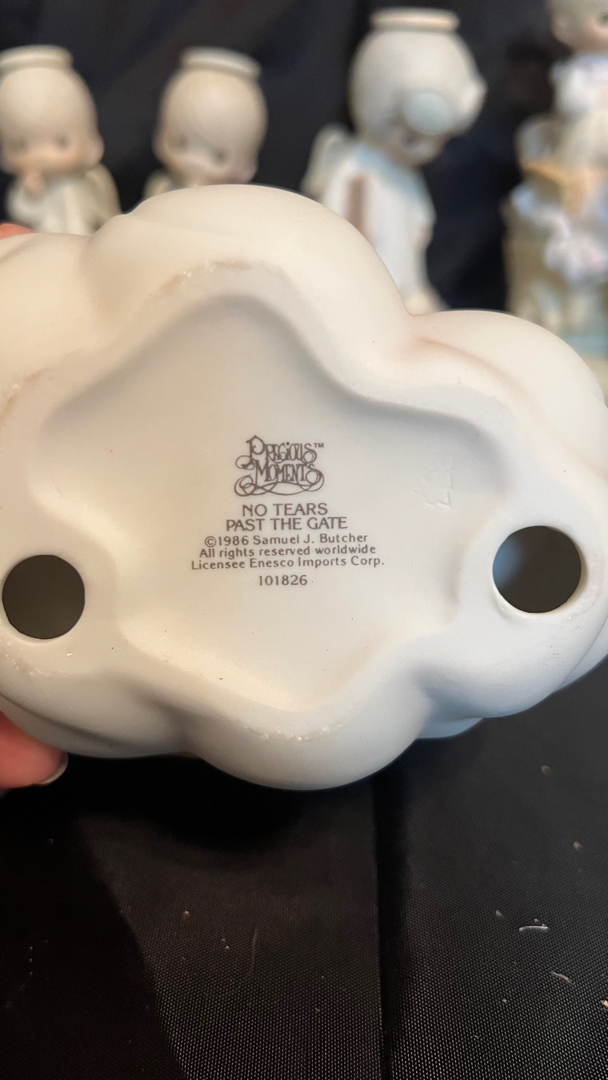 PRECIOUS™
MOMENTS
NO TEARS
PAST THE GATE
©1986 Samuel J. Butcher
All rights reserved worldwide
Licensee Enesco Imports Corp.
101826